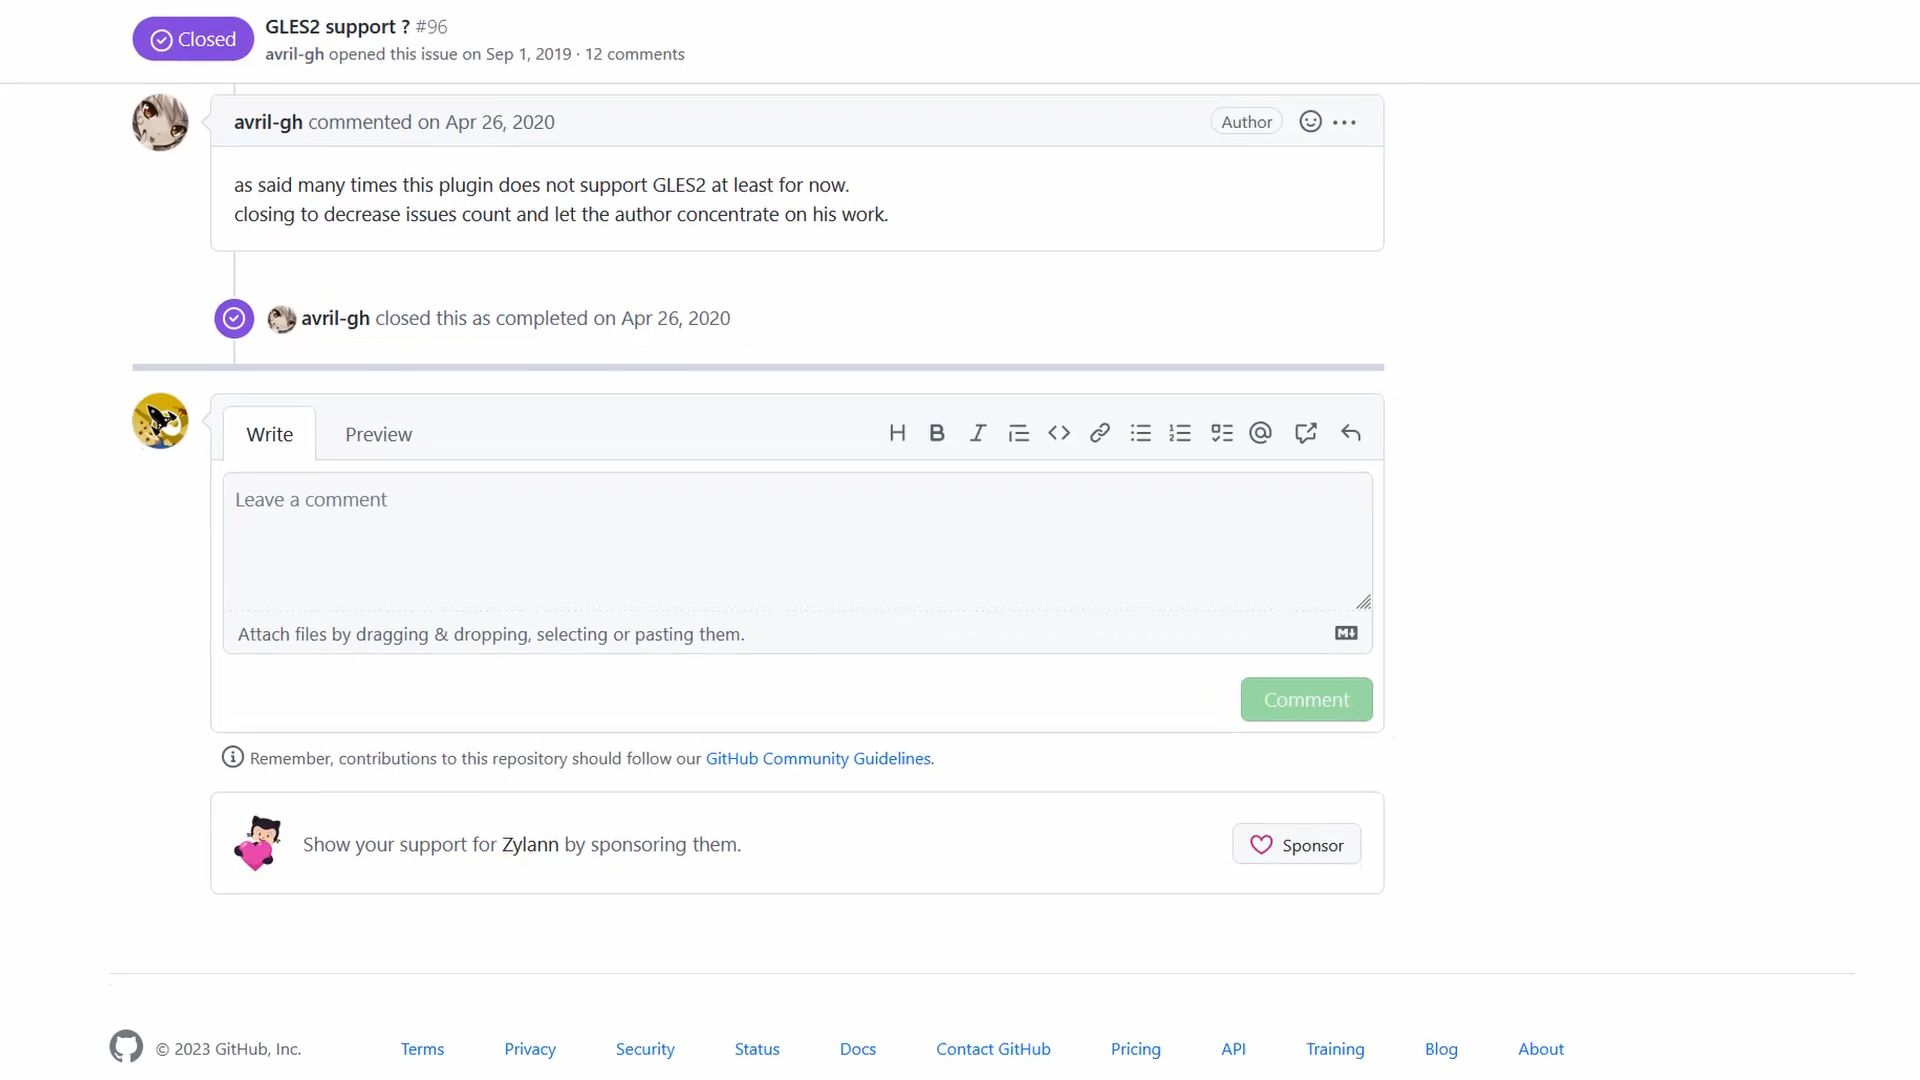 Closed
GLES2 support ? #96
avril-gh opened this issue on Sep 1, 2019 · 12 comments
avril-gh commented on Apr 26, 2020
Author
as said many times this plugin does not support GLES2 at least for now.
closing to decrease issues count and let the author concentrate on his work.
avril-gh closed this as completed on Apr 26, 2020
Write
Preview
Leave a comment
Attach files by dragging & dropping, selecting or pasting them.
Comment
Remember, contributions to this repository should follow our GitHub Community Guidelines.
Show your support for Zylann by sponsoring them.
Sponsor
© 2023 GitHub, Inc.
Terms
Privacy
Security
Status
Docs
Contact GitHub
Pricing
API
Training
Blog
About